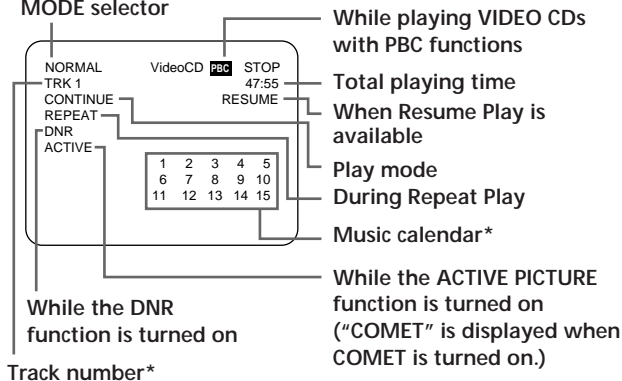 MODE selector
While playing VIDEO CDs
with PBC functions
NORMAL VideoCD PBC STOP
TRK 1 47:55
CONTINUE RESUME
REPEAT
DNR
ACTIVE
1 2 3 4 5
6 7 8 9 10
11 12 13 14 15
Total playing time
When Resume Play is
available
Play mode
During Repeat Play
Music calendar*
While the ACTIVE PICTURE
function is turned on
(“COMET” is displayed when
COMET is turned on.)
While the DNR
function is turned on
Track number*